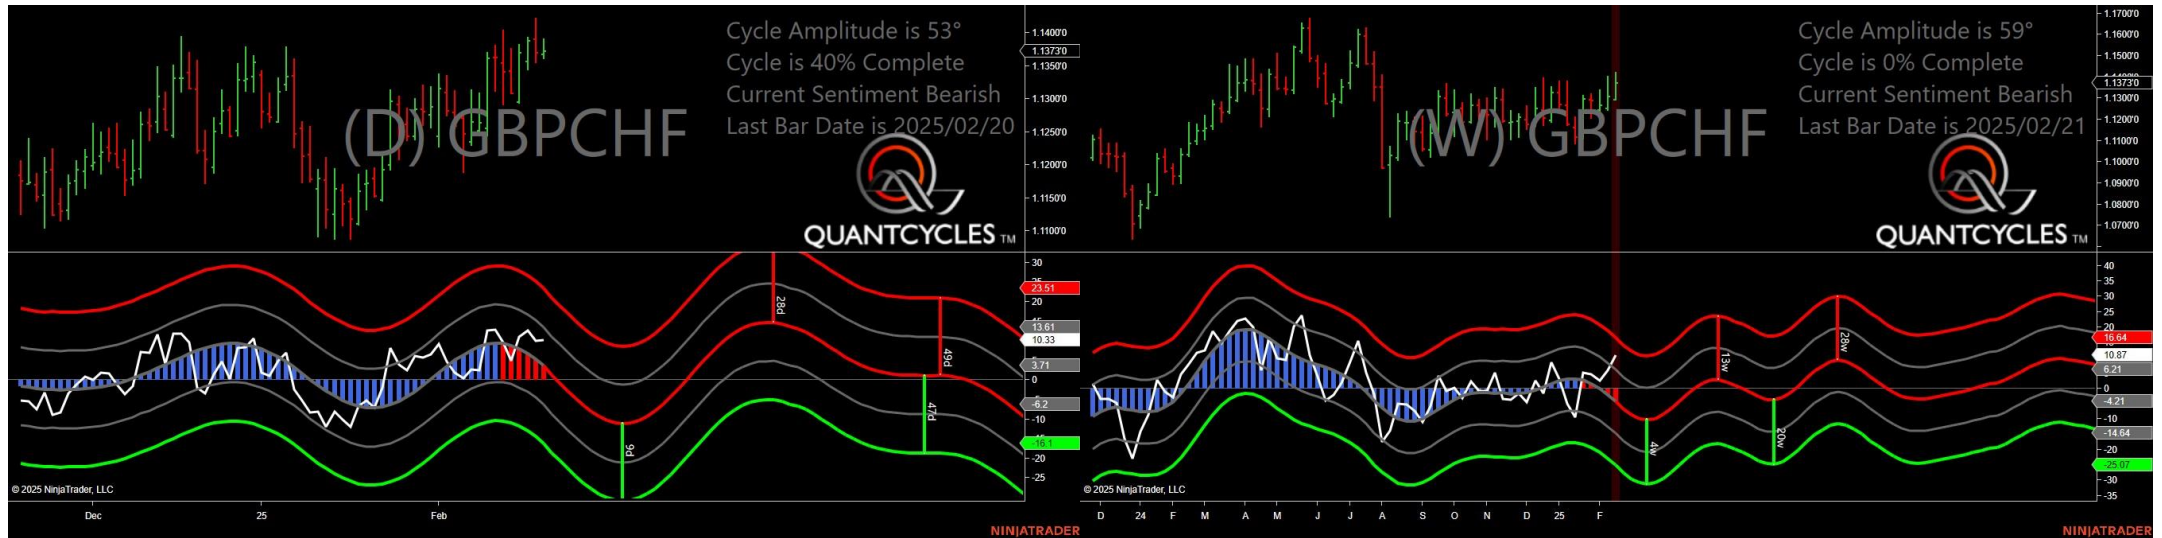 Cycle Amplitude is 53°
Cycle is 40% Complete
Current Sentiment Bearish
Last Bar Date is 2025/02/20
(D) GBPCHF
QUANTCYCLES TM
1.1400'0
1.1373'0
1.1350'0
1.1300'0
1.1250'0
1.1200'0
1.1150'0
1.1100'0
28d
49d
47d
9d
30
23.51
20
13.61
10.33
3.71
0
-6.2
-10
-16.1
-20
-25
© 2025 NinjaTrader, LLC
Dec
25
Feb
NINJATRADER
Cycle Amplitude is 59°
Cycle is 0% Complete
Current Sentiment Bearish
Last Bar Date is 2025/02/21
(W) GBPCHF
QUANTCYCLES TM
1.1700'0
1.1600'0
1.1500'0
1.1373'0
1.1300'0
1.1200'0
1.1100'0
1.1000'0
1.0900'0
1.0800'0
1.0700'0
13w
28w
4w
20w
40
35
30
25
20
16.64
10.87
6.21
0
-4.21
-10
-14.64
-20
-25.07
-30
-35
© 2025 NinjaTrader, LLC
D 24 F M A M J J A S O N D 25 F
NINJATRADER